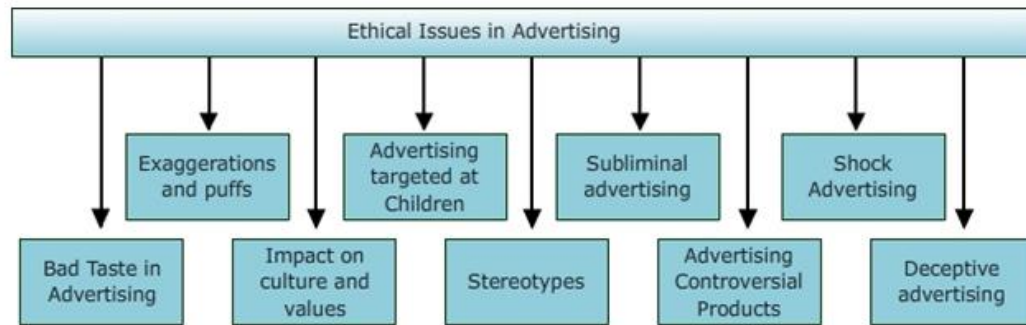 Ethical Issues in Advertising
Exaggerations
and puffs
Advertising
targeted at
Children
Subliminal
advertising
Shock
Advertising
Bad Taste in
Advertising
Impact on
culture and
values
Stereotypes
Advertising
Controversial
Products
Deceptive
advertising